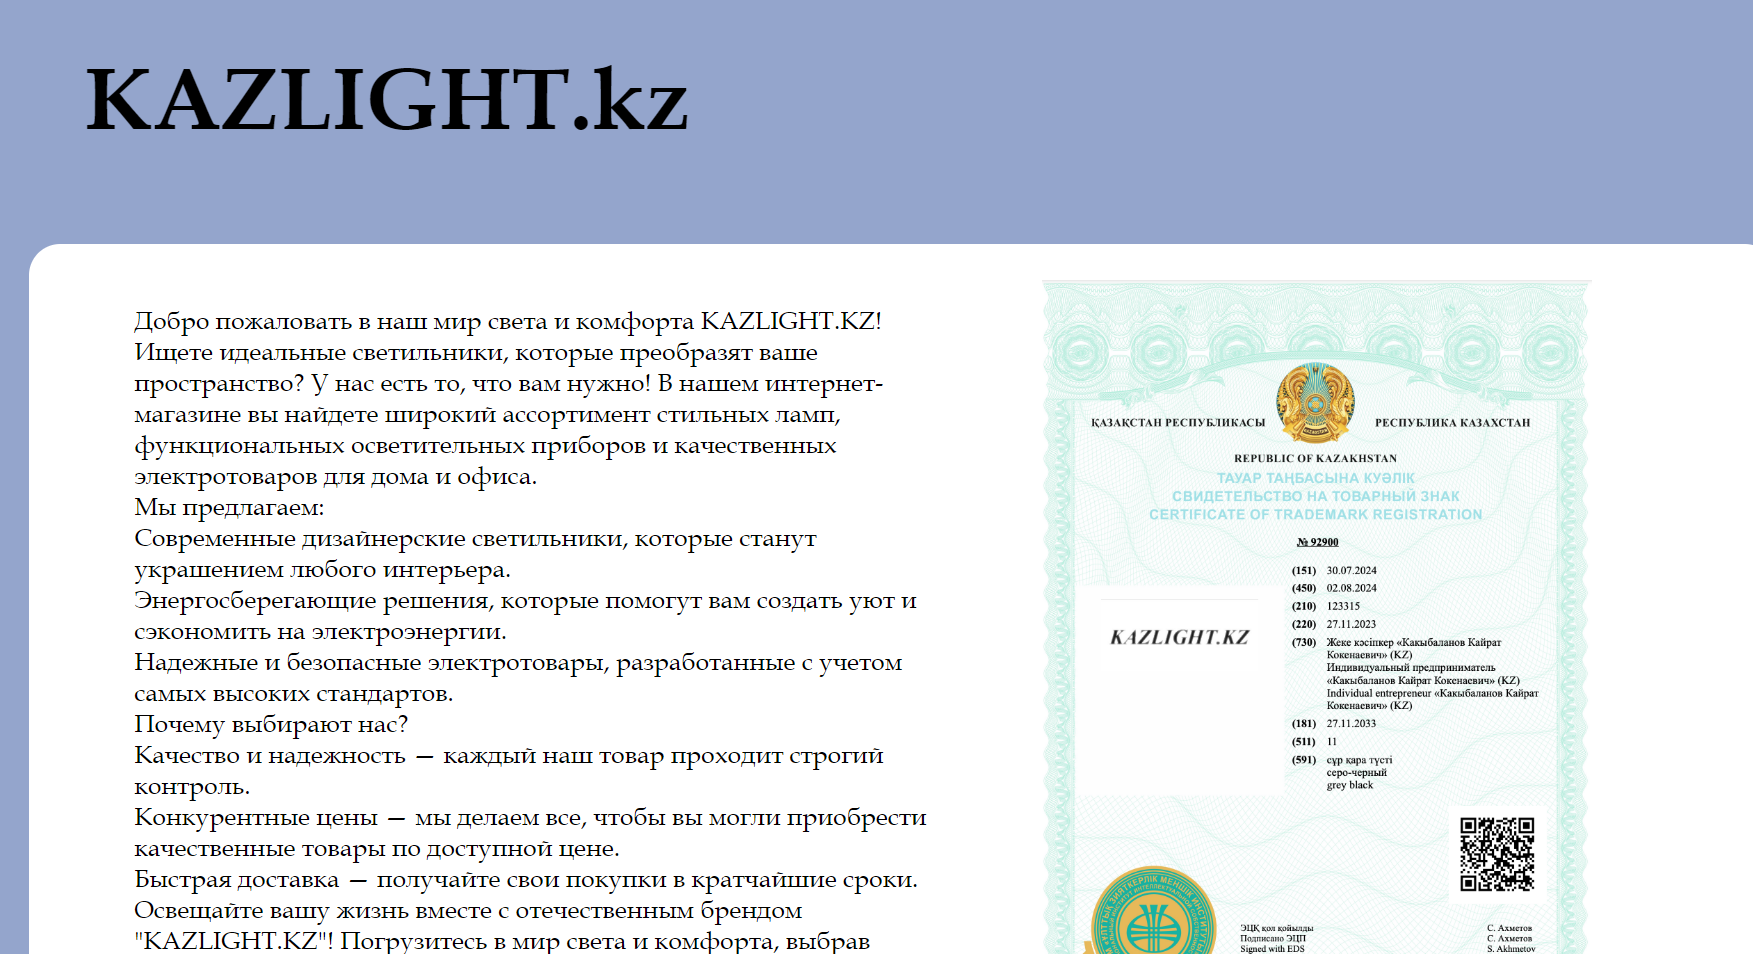 KAZLIGHT.kz
Добро пожаловать в наш мир света и комфорта KAZLIGHT.KZ!
Ищете идеальные светильники, которые преобразят ваше
пространство? У нас есть то, что вам нужно! В нашем интернет-
магазине вы найдете широкий ассортимент стильных ламп,
функциональных осветительных приборов и качественных
электротоваров для дома и офиса.
Мы предлагаем:
Современные дизайнерские светильники, которые станут
украшением любого интерьера.
Энергосберегающие решения, которые помогут вам создать уют и
сэкономить на электроэнергии.
Надежные и безопасные электротовары, разработанные с учетом
самых высоких стандартов.
Почему выбирают нас?
Качество и надежность — каждый наш товар проходит строгий
контроль.
Конкурентные цены — мы делаем все, чтобы вы могли приобрести
качественные товары по доступной цене.
Быстрая доставка — получайте свои покупки в кратчайшие сроки.
Освещайте вашу жизнь вместе с отечественным брендом
"KAZLIGHT.KZ"! Погрузитесь в мир света и комфорта, выбрав
ҚАЗАҚСТАН РЕСПУБЛИКАСЫ
РЕСПУБЛИКА КАЗАХСТАН
REPUBLIC OF KAZAKHSTAN
ТАУАР ТАҢБАСЫНА КУӘЛІК
СВИДЕТЕЛЬСТВО НА ТОВАРНЫЙ ЗНАК
CERTIFICATE OF TRADEMARK REGISTRATION
№ 92900
(151) 30.07.2024
(450) 02.08.2024
(210) 123315
(220) 27.11.2023
(730) Жеке кәсіпкер «Какыбаланов Кайрат
Кокенаевич» (KZ)
Индивидуальный предприниматель
«Какыбаланов Кайрат Кокенаевич» (KZ)
Individual entrepreneur «Какыбаланов Кайрат
Кокенаевич» (KZ)
(181) 27.11.2033
(511) 11
(591) сұр қара түсті
серо-черный
grey black
KAZLIGHT.KZ
ЭЦҚ қол қойылды
Подписано ЭЦП
Signed with EDS
С. Ахметов
С. Ахметов
S. Akhmetov